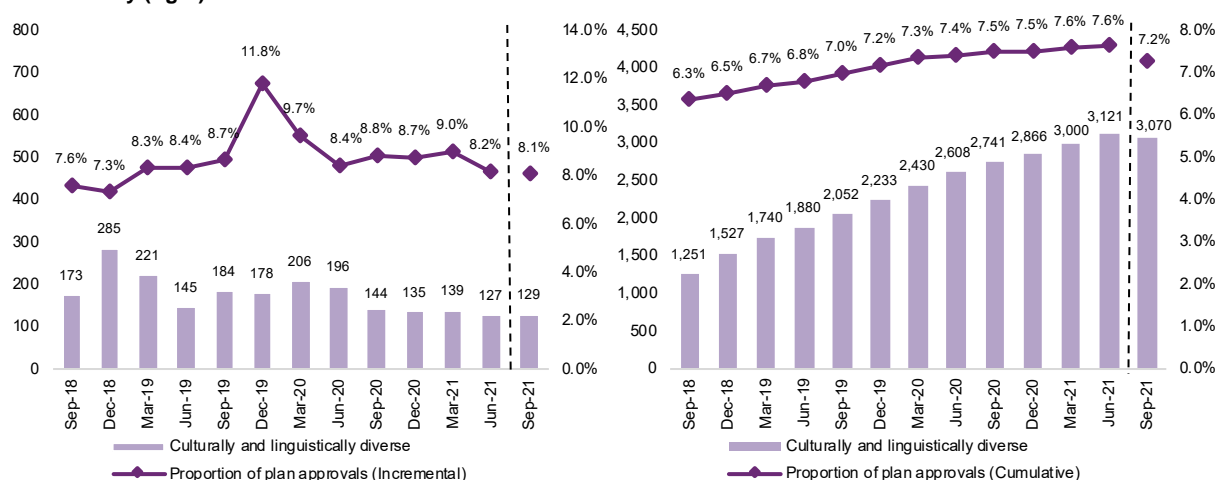 800
700
600
500
400
300
200
100
0
14.0%
12.0%
10.0%
8.0%
6.0%
4.0%
2.0%
0.0%
7.6%
7.3%
8.3%
8.4%
8.7%
11.8%
9.7%
8.4%
8.8%
8.7%
9.0%
8.2%
8.1%
173
285
221
145
184
178
206
196
144
135
139
127
129
Sep-18
Dec-18
Mar-19
Jun-19
Sep-19
Dec-19
Mar-20
Jun-20
Sep-20
Dec-20
Mar-21
Jun-21
Sep-21
Culturally and linguistically diverse
Proportion of plan approvals (Incremental)
4,500
4,000
3,500
3,000
2,500
2,000
1,500
1,000
500
0
8.0%
7.0%
6.0%
5.0%
4.0%
3.0%
2.0%
1.0%
0.0%
6.3%
6.5%
6.7%
6.8%
7.0%
7.2%
7.3%
7.4%
7.5%
7.5%
7.6%
7.6%
7.2%
1,251
1,527
1,740
1,880
2,052
2,233
2,430
2,608
2,741
2,866
3,000
3,121
3,070
Sep-18
Dec-18
Mar-19
Jun-19
Sep-19
Dec-19
Mar-20
Jun-20
Sep-20
Dec-20
Mar-21
Jun-21
Sep-21
Culturally and linguistically diverse
Proportion of plan approvals (Cumulative)